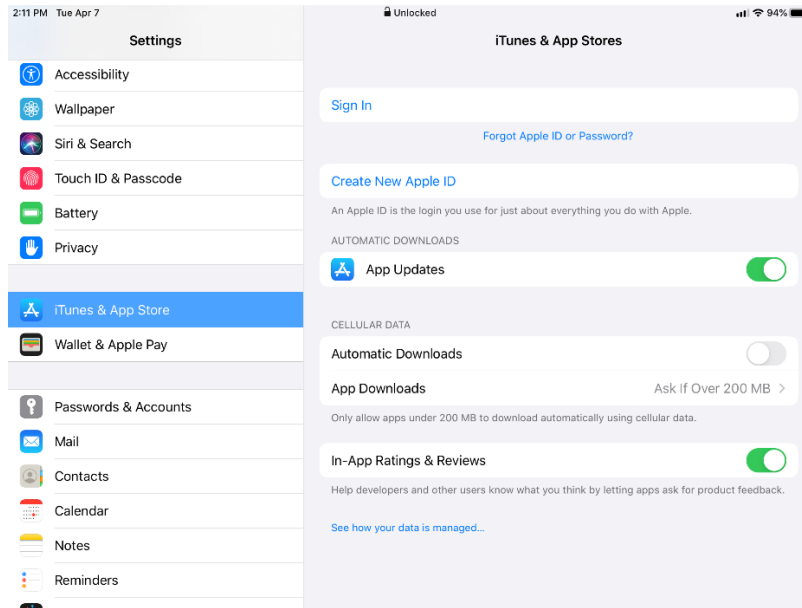 2:11 PM Tue Apr 7
Unlocked
94%
Settings
Accessibility
Wallpaper
Siri & Search
Touch ID & Passcode
Battery
Privacy
iTunes & App Store
Wallet & Apple Pay
Passwords & Accounts
Mail
Contacts
Calendar
Notes
Reminders
iTunes & App Stores
Sign In
Forgot Apple ID or Password?
Create New Apple ID
An Apple ID is the login you use for just about everything you do with Apple.
AUTOMATIC DOWNLOADS
App Updates
CELLULAR DATA
Automatic Downloads
App Downloads Ask If Over 200 MB
Only allow apps under 200 MB to download automatically using cellular data.
In-App Ratings & Reviews
Help developers and other users know what you think by letting apps ask for product feedback.
See how your data is managed...